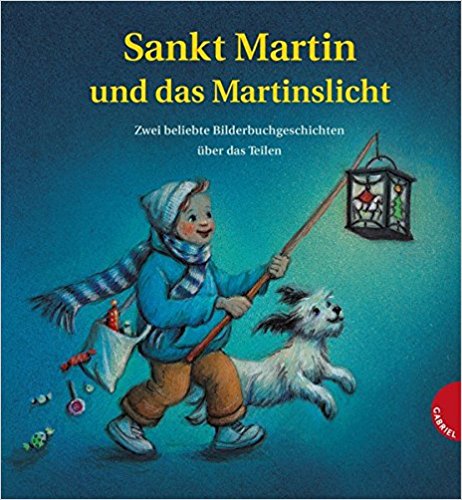 Sankt Martin
und das Martinslicht
Zwei beliebte Bilderbuchgeschichten
über das Teilen
GABRIEL